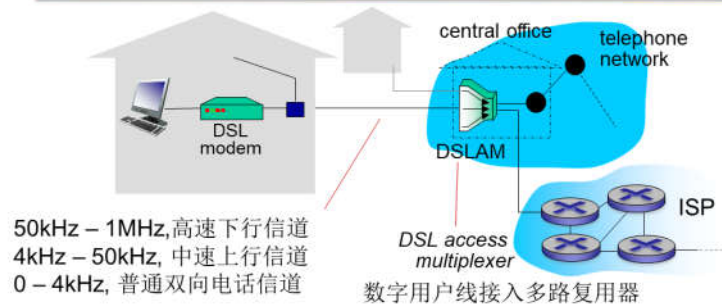 central office
telephone
network
DSL
modem
DSLAM
ISP
50kHz – 1MHz,高速下行信道
4kHz – 50kHz, 中速上行信道
0 – 4kHz, 普通双向电话信道
DSL access
multiplexer
数字用户线接入多路复用器